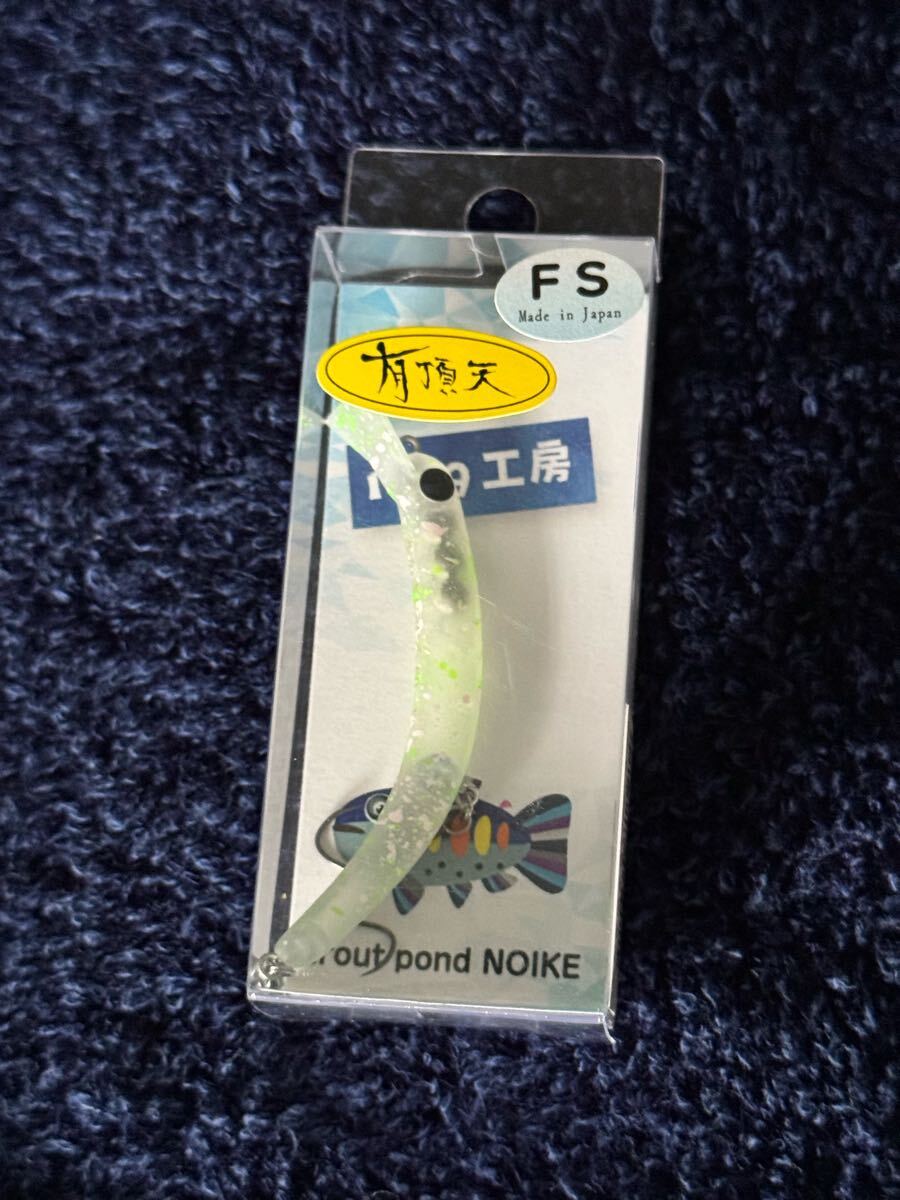 FS
Made in Japan
有頂天
工房
pond NOIKE